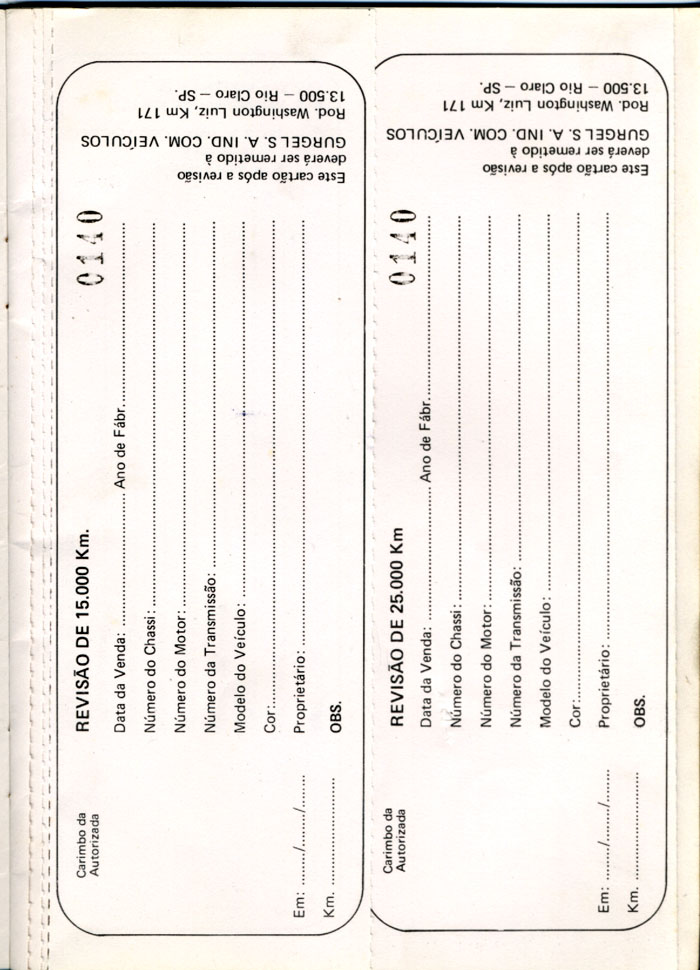 REVISÃO DE 15.000 Km.
0140
Data da Venda: Ano de Fábr.
Número do Chassi:
Número do Motor:
Número da Transmissão:
Modelo do Veículo:
Cor:
Proprietário:
OBS.
Carimbo da
Autorizada
Em: ......../......../........
Km.
Este cartão após a revisão
deverá ser remetido à
GURGEL S. A. IND. COM. VEÍCULOS
Rod. Washington Luiz, Km 171
13.500 – Rio Claro – SP.
REVISÃO DE 25.000 Km
0140
Data da Venda: Ano de Fábr.
Número do Chassi:
Número do Motor:
Número da Transmissão:
Modelo do Veículo:
Cor:
Proprietário:
OBS.
Carimbo da
Autorizada
Em: ......../......../........
Km.
Este cartão após a revisão
deverá ser remetido à
GURGEL S. A. IND. COM. VEÍCULOS
Rod. Washington Luiz, Km 171
13.500 – Rio Claro – SP.